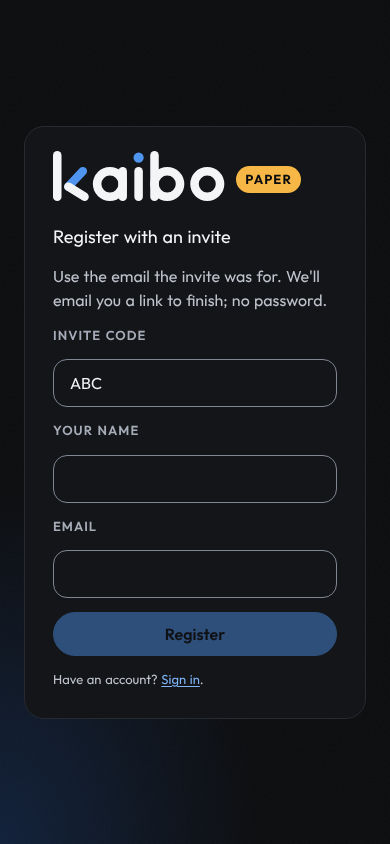 kaibo PAPER
Register with an invite
Use the email the invite was for. We'll
email you a link to finish; no password.
INVITE CODE
ABC
YOUR NAME
EMAIL
Register
Have an account? Sign in.